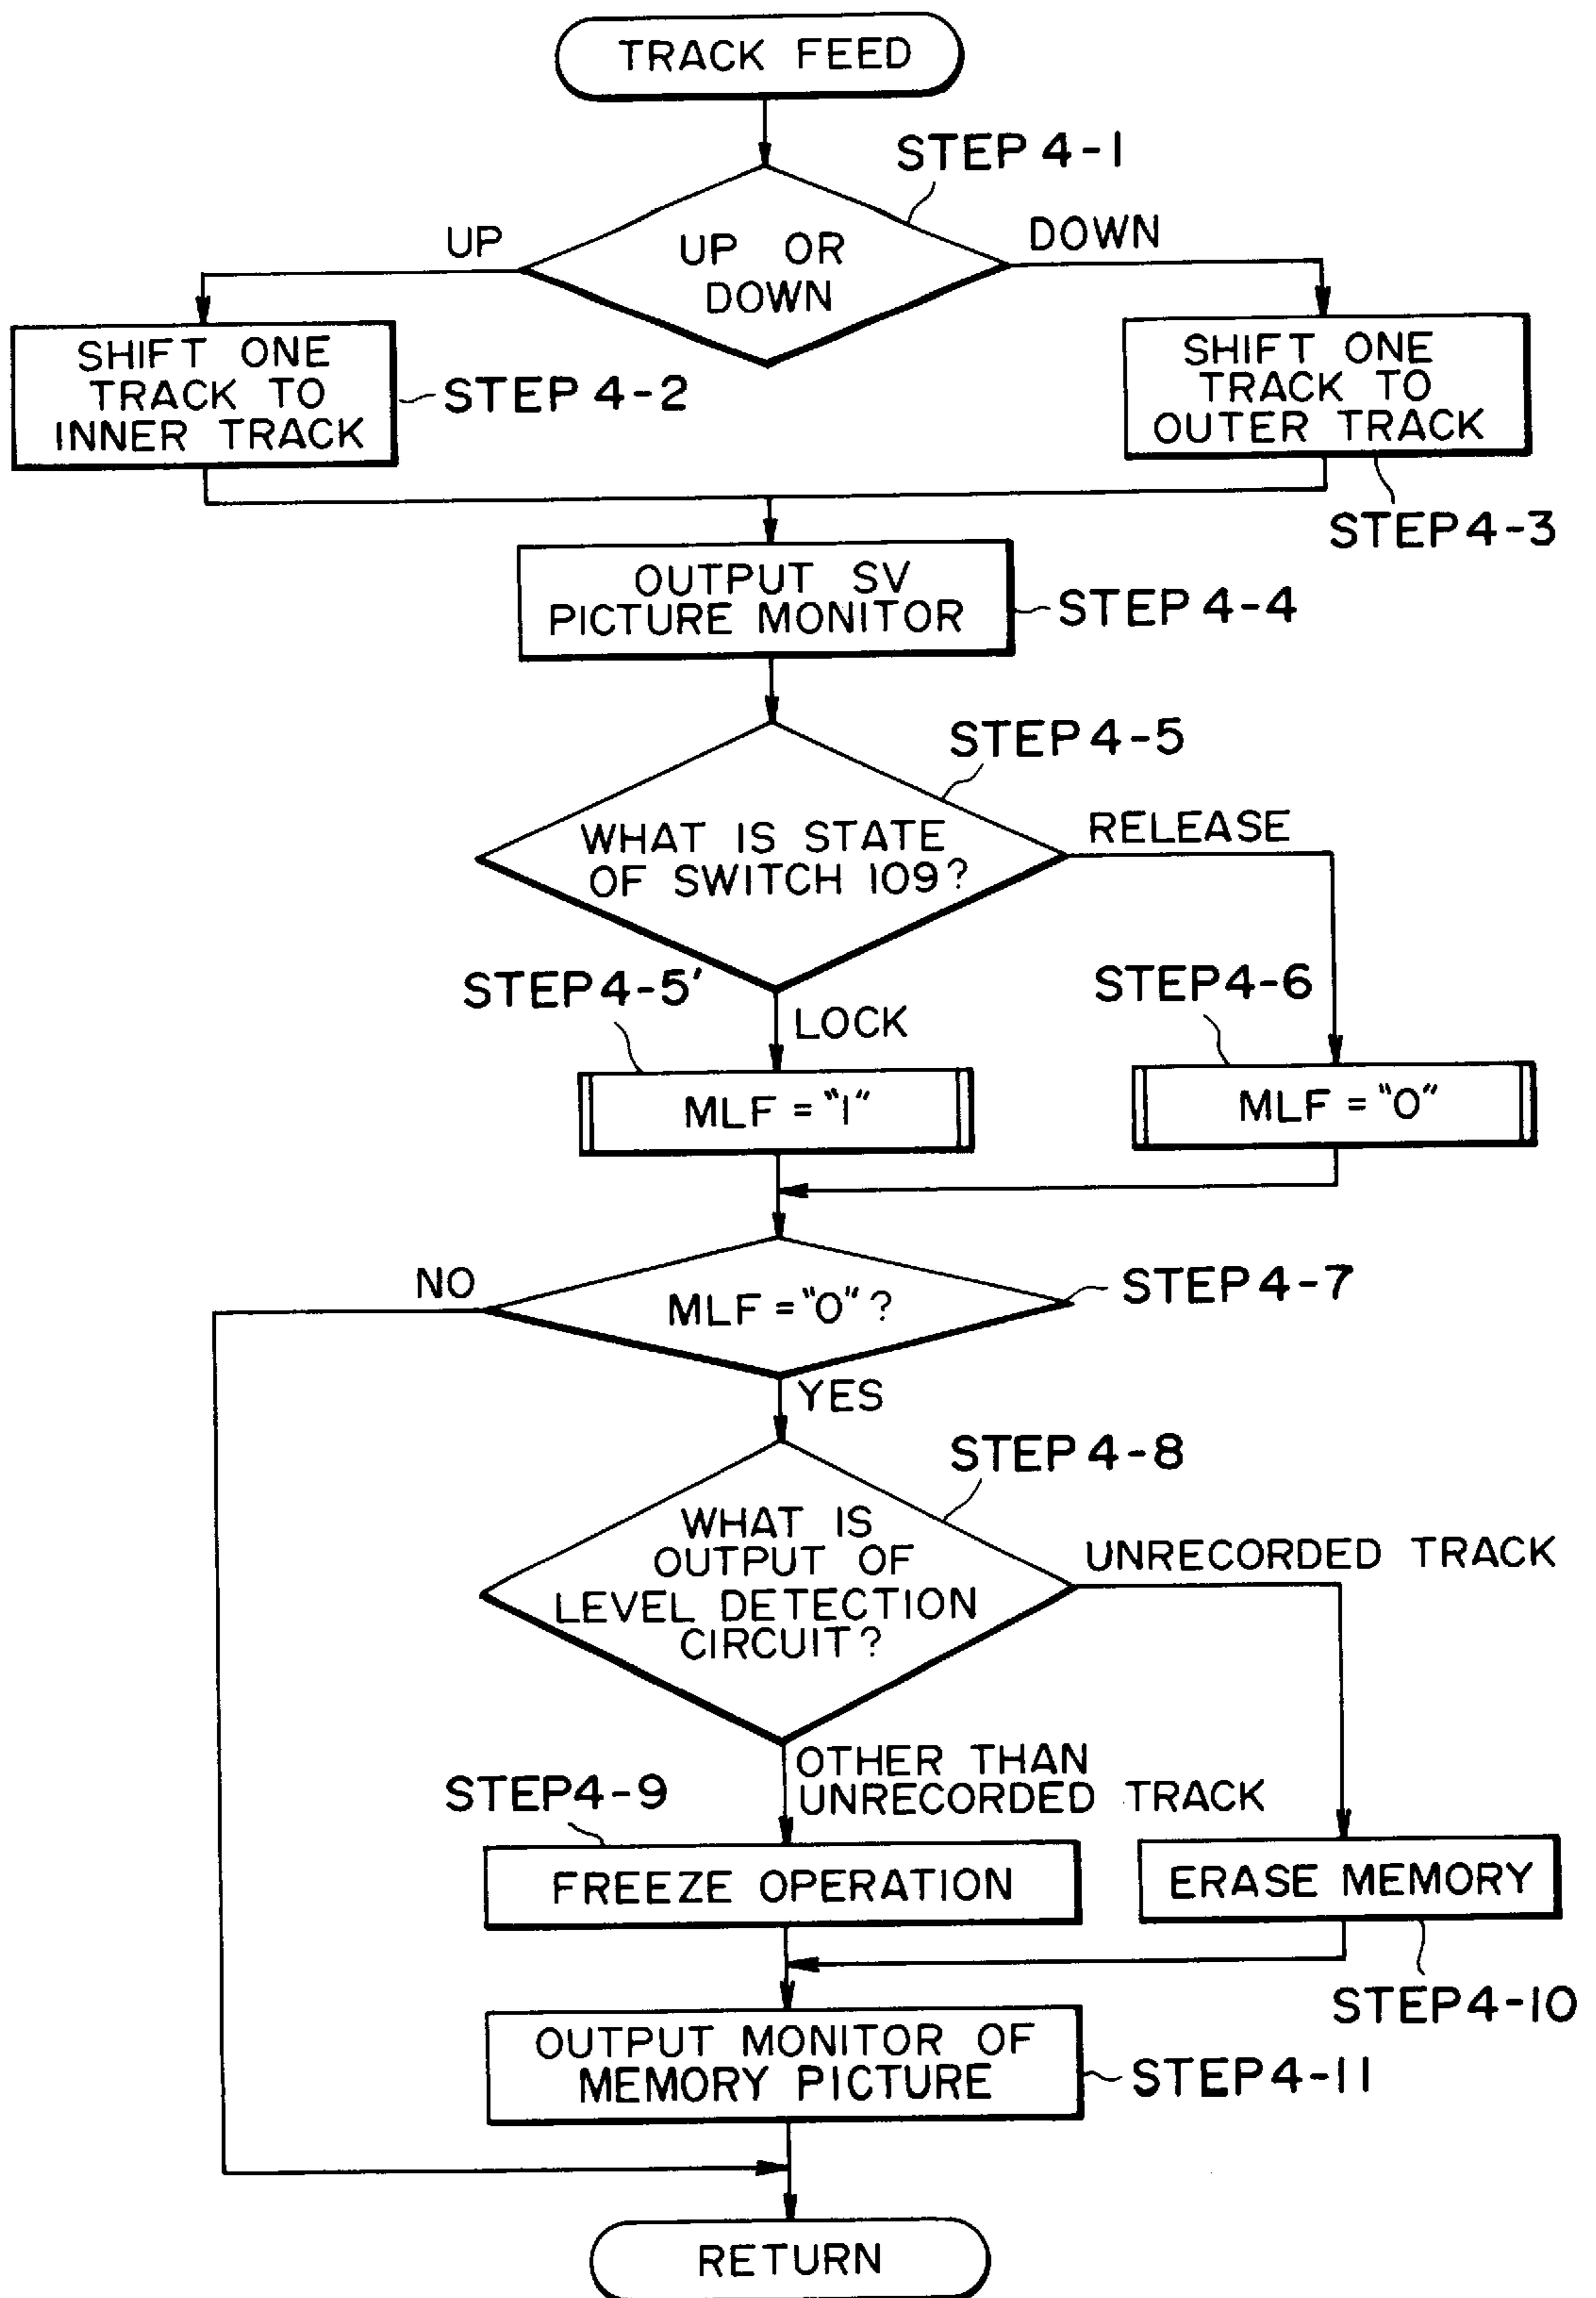 TRACK FEED
STEP 4-1
UP
UP OR
DOWN
DOWN
SHIFT ONE
TRACK TO
INNER TRACK
STEP 4-2
SHIFT ONE
TRACK TO
OUTER TRACK
STEP 4-3
OUTPUT SV
PICTURE MONITOR
STEP 4-4
STEP 4-5
WHAT IS STATE
OF SWITCH 109?
RELEASE
STEP 4-5'
LOCK
STEP 4-6
MLF = "1"
MLF = "0"
NO
MLF = "0" ?
STEP 4-7
YES
STEP 4-8
WHAT IS
OUTPUT OF
LEVEL DETECTION
CIRCUIT?
UNRECORDED TRACK
OTHER THAN
UNRECORDED TRACK
STEP 4-9
FREEZE OPERATION
ERASE MEMORY
STEP 4-10
OUTPUT MONITOR OF
MEMORY PICTURE
STEP 4-11
RETURN